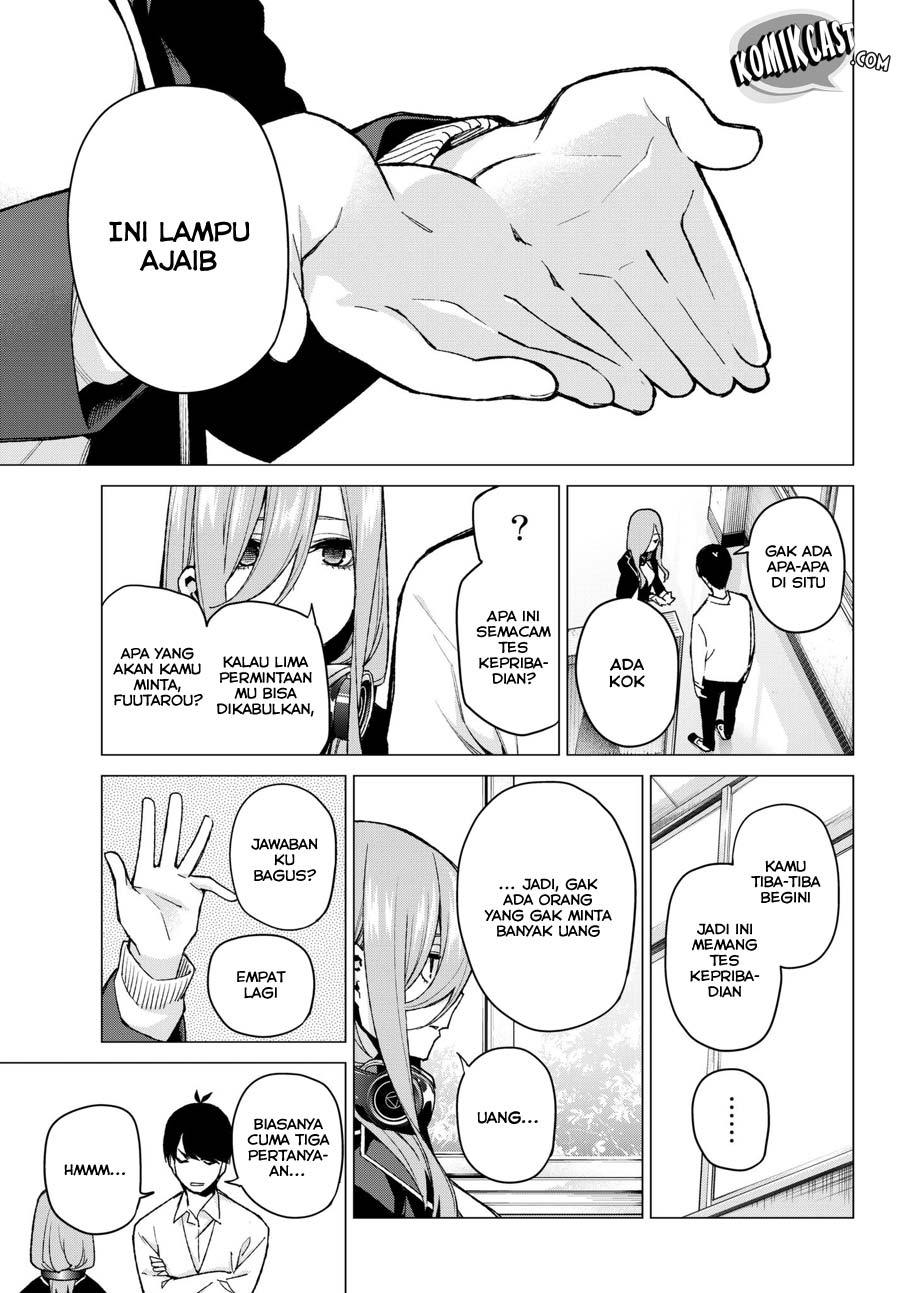 KOMIKCAST
.COM
INI LAMPU
AJAIB
GAK ADA
APA-APA
DI SITU
ADA
KOK
?
APA INI
SEMACAM
TES
KEPRIBA-
DIAN?
KALAU LIMA
PERMINTAAN
MU BISA
DIKABULKAN,
APA YANG
AKAN KAMU
MINTA,
FUUTAROU?
KAMU
TIBA-TIBA
BEGINI
JADI INI
MEMANG
TES
KEPRIBA-
DIAN
......
... JADI, GAK
ADA ORANG
YANG GAK MINTA
BANYAK UANG
UANG...
JAWABAN
KU
BAGUS?
EMPAT
LAGI
BIASANYA
CUMA TIGA
PERTANYA-
AN...
HMMM...